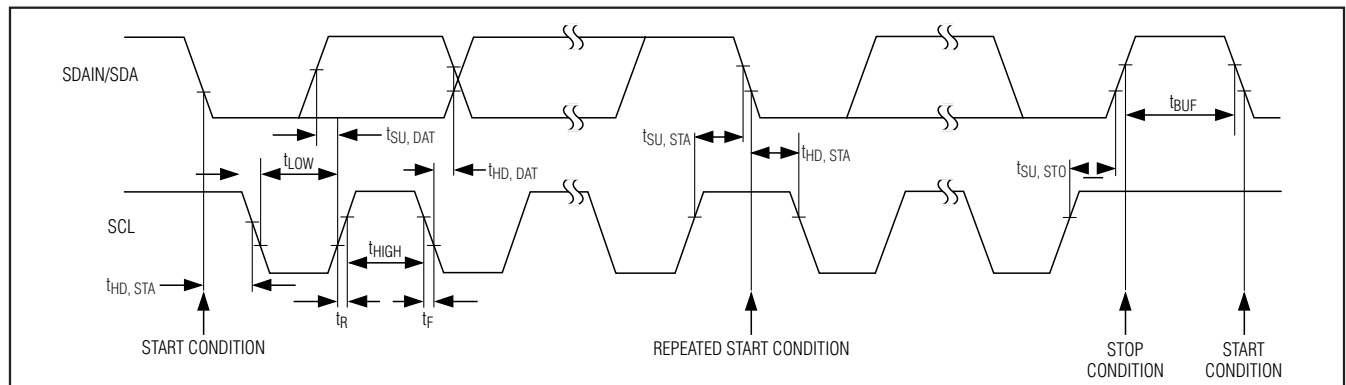 SDAIN/SDA
tSU, DAT
tSU, STA
tBUF
tLOW
tHD, DAT
tHD, STA
tSU, STO
SCL
tHIGH
tHD, STA
tR
tF
START CONDITION
REPEATED START CONDITION
STOP
CONDITION
START
CONDITION